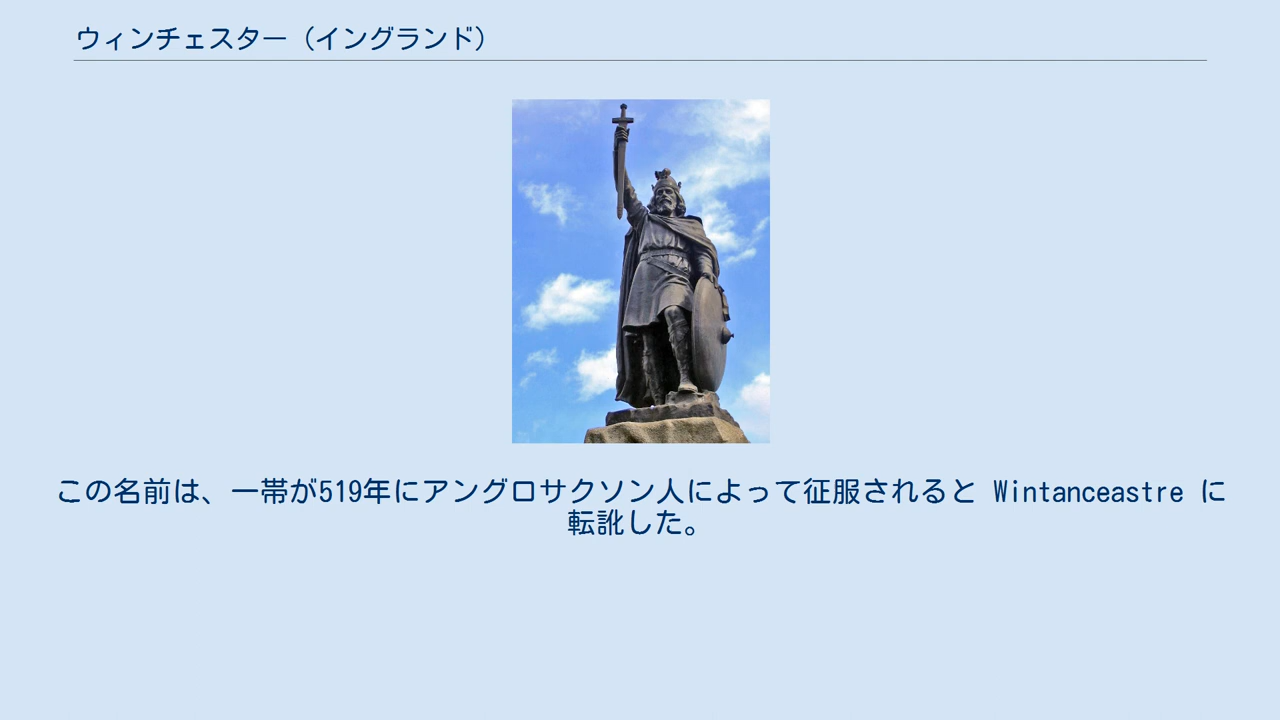 ウィンチェスター（イングランド）
この名前は、一帯が519年にアングロサクソン人によって征服されると Wintanceastre に
転訛した。